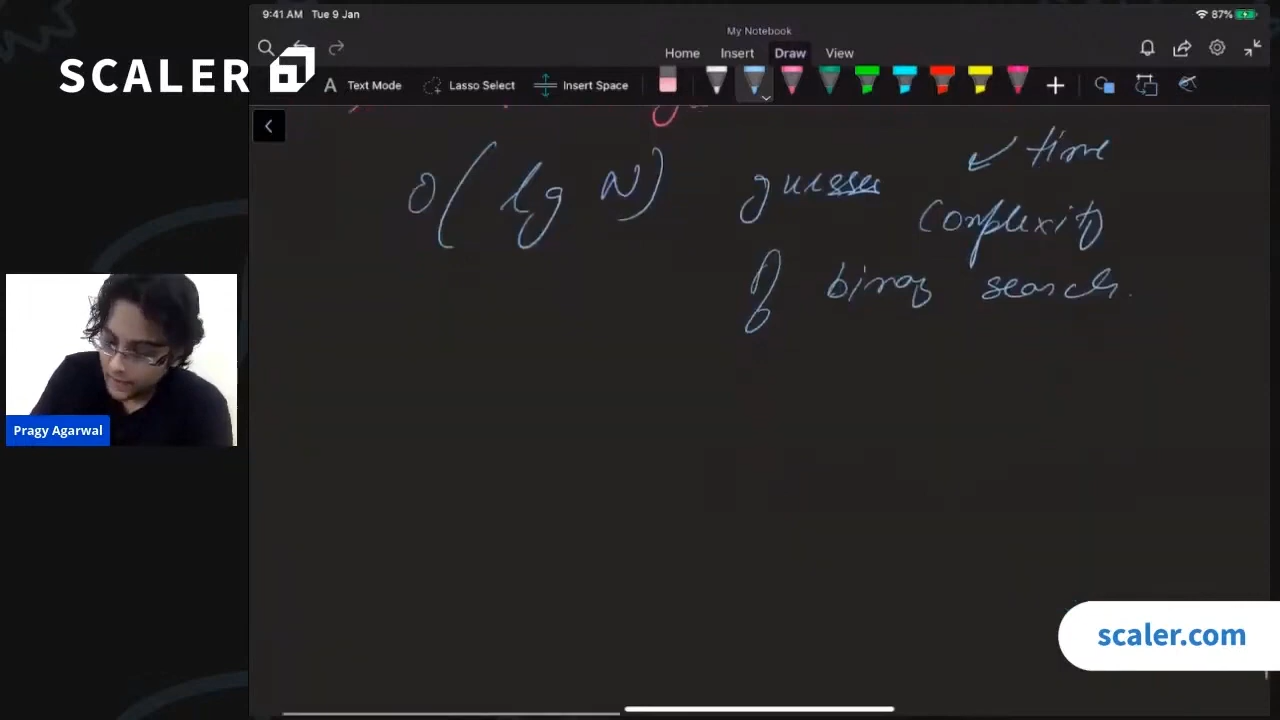 9:41 AM Tue 9 Jan
87%
My Notebook
SCALER
Home Insert Draw View
A Text Mode Lasso Select Insert Space
O( lg N) guesses ↙ time
complexity
of binary search.
Pragy Agarwal
scaler.com